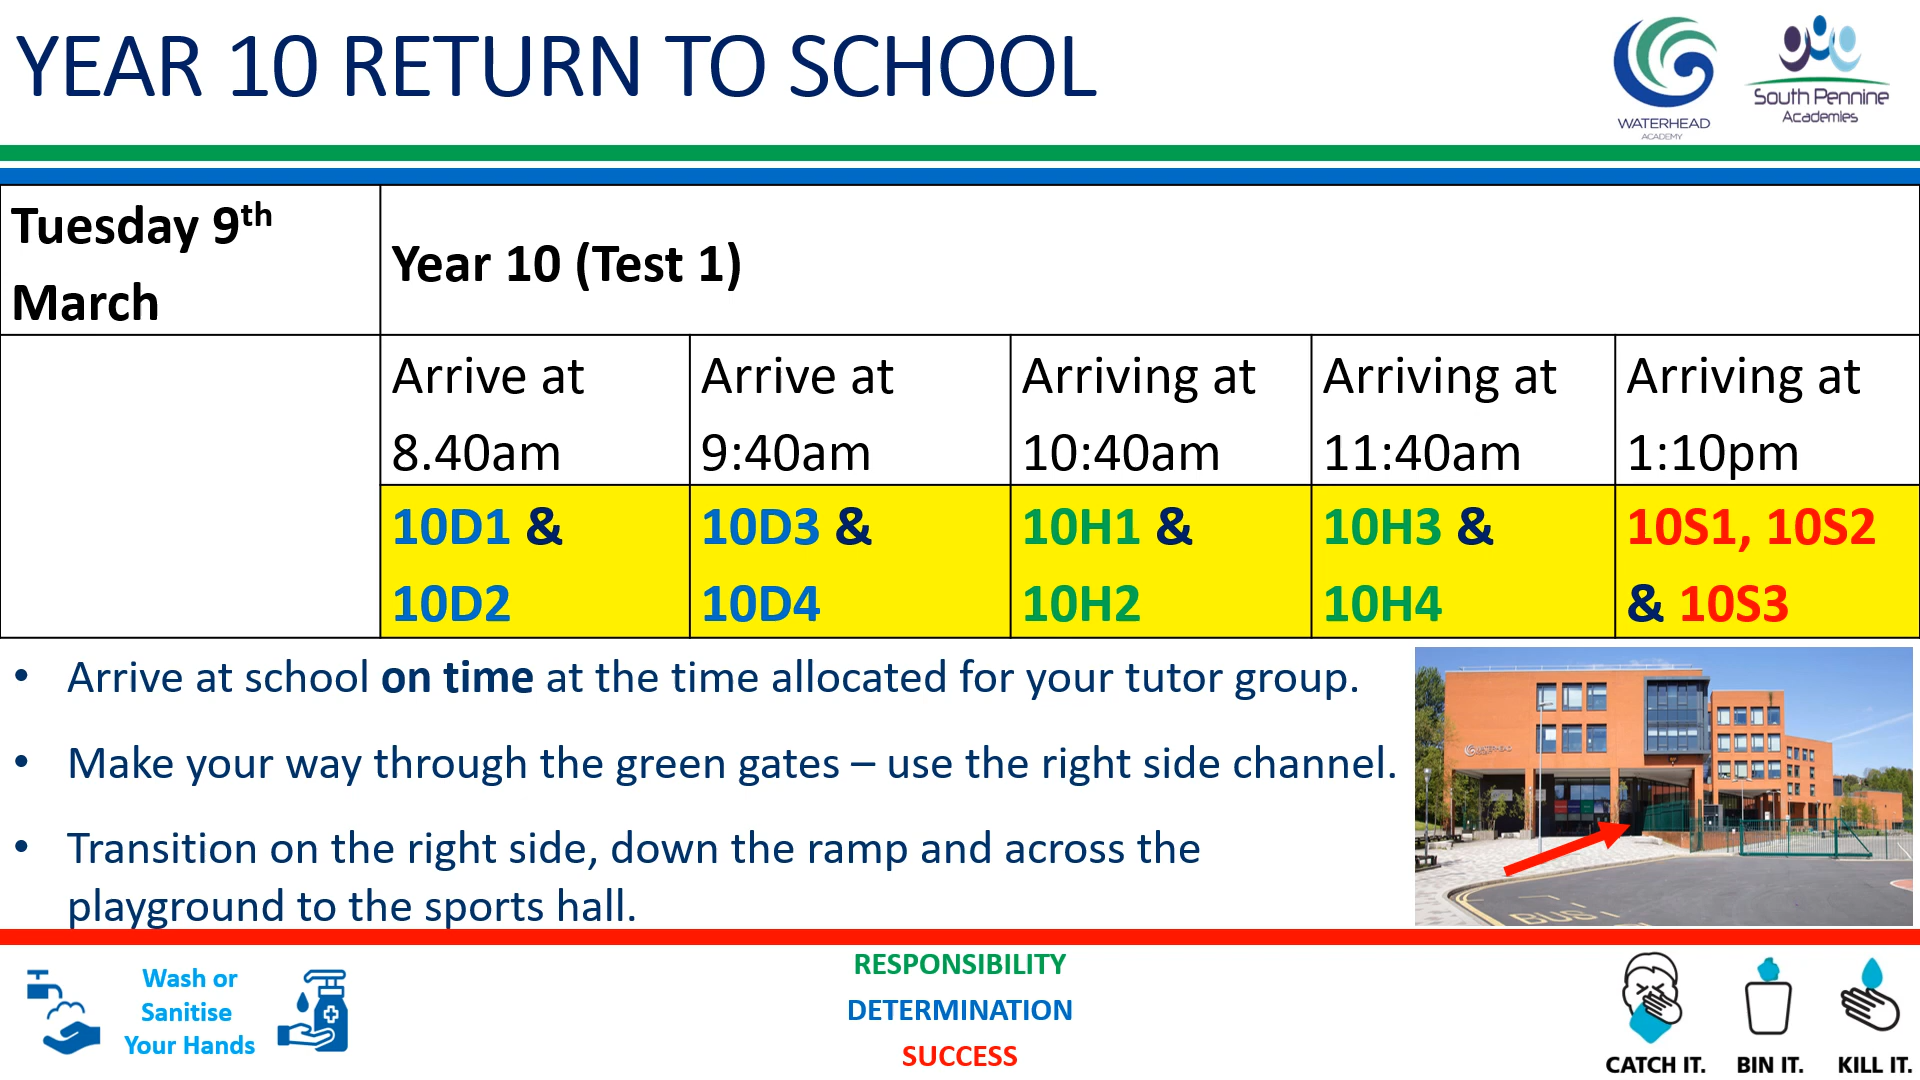 YEAR 10 RETURN TO SCHOOL
WATERHEAD
ACADEMY
South Pennine
Academies
Tuesday 9th
March
Year 10 (Test 1)
Arrive at
8.40am
Arrive at
9:40am
Arriving at
10:40am
Arriving at
11:40am
Arriving at
1:10pm
10D1 &
10D2
10D3 &
10D4
10H1 &
10H2
10H3 &
10H4
10S1, 10S2
& 10S3
• Arrive at school on time at the time allocated for your tutor group.
• Make your way through the green gates – use the right side channel.
• Transition on the right side, down the ramp and across the
playground to the sports hall.
WATERHEAD
BUS
Wash or
Sanitise
Your Hands
RESPONSIBILITY
DETERMINATION
SUCCESS
CATCH IT.
BIN IT.
KILL IT.